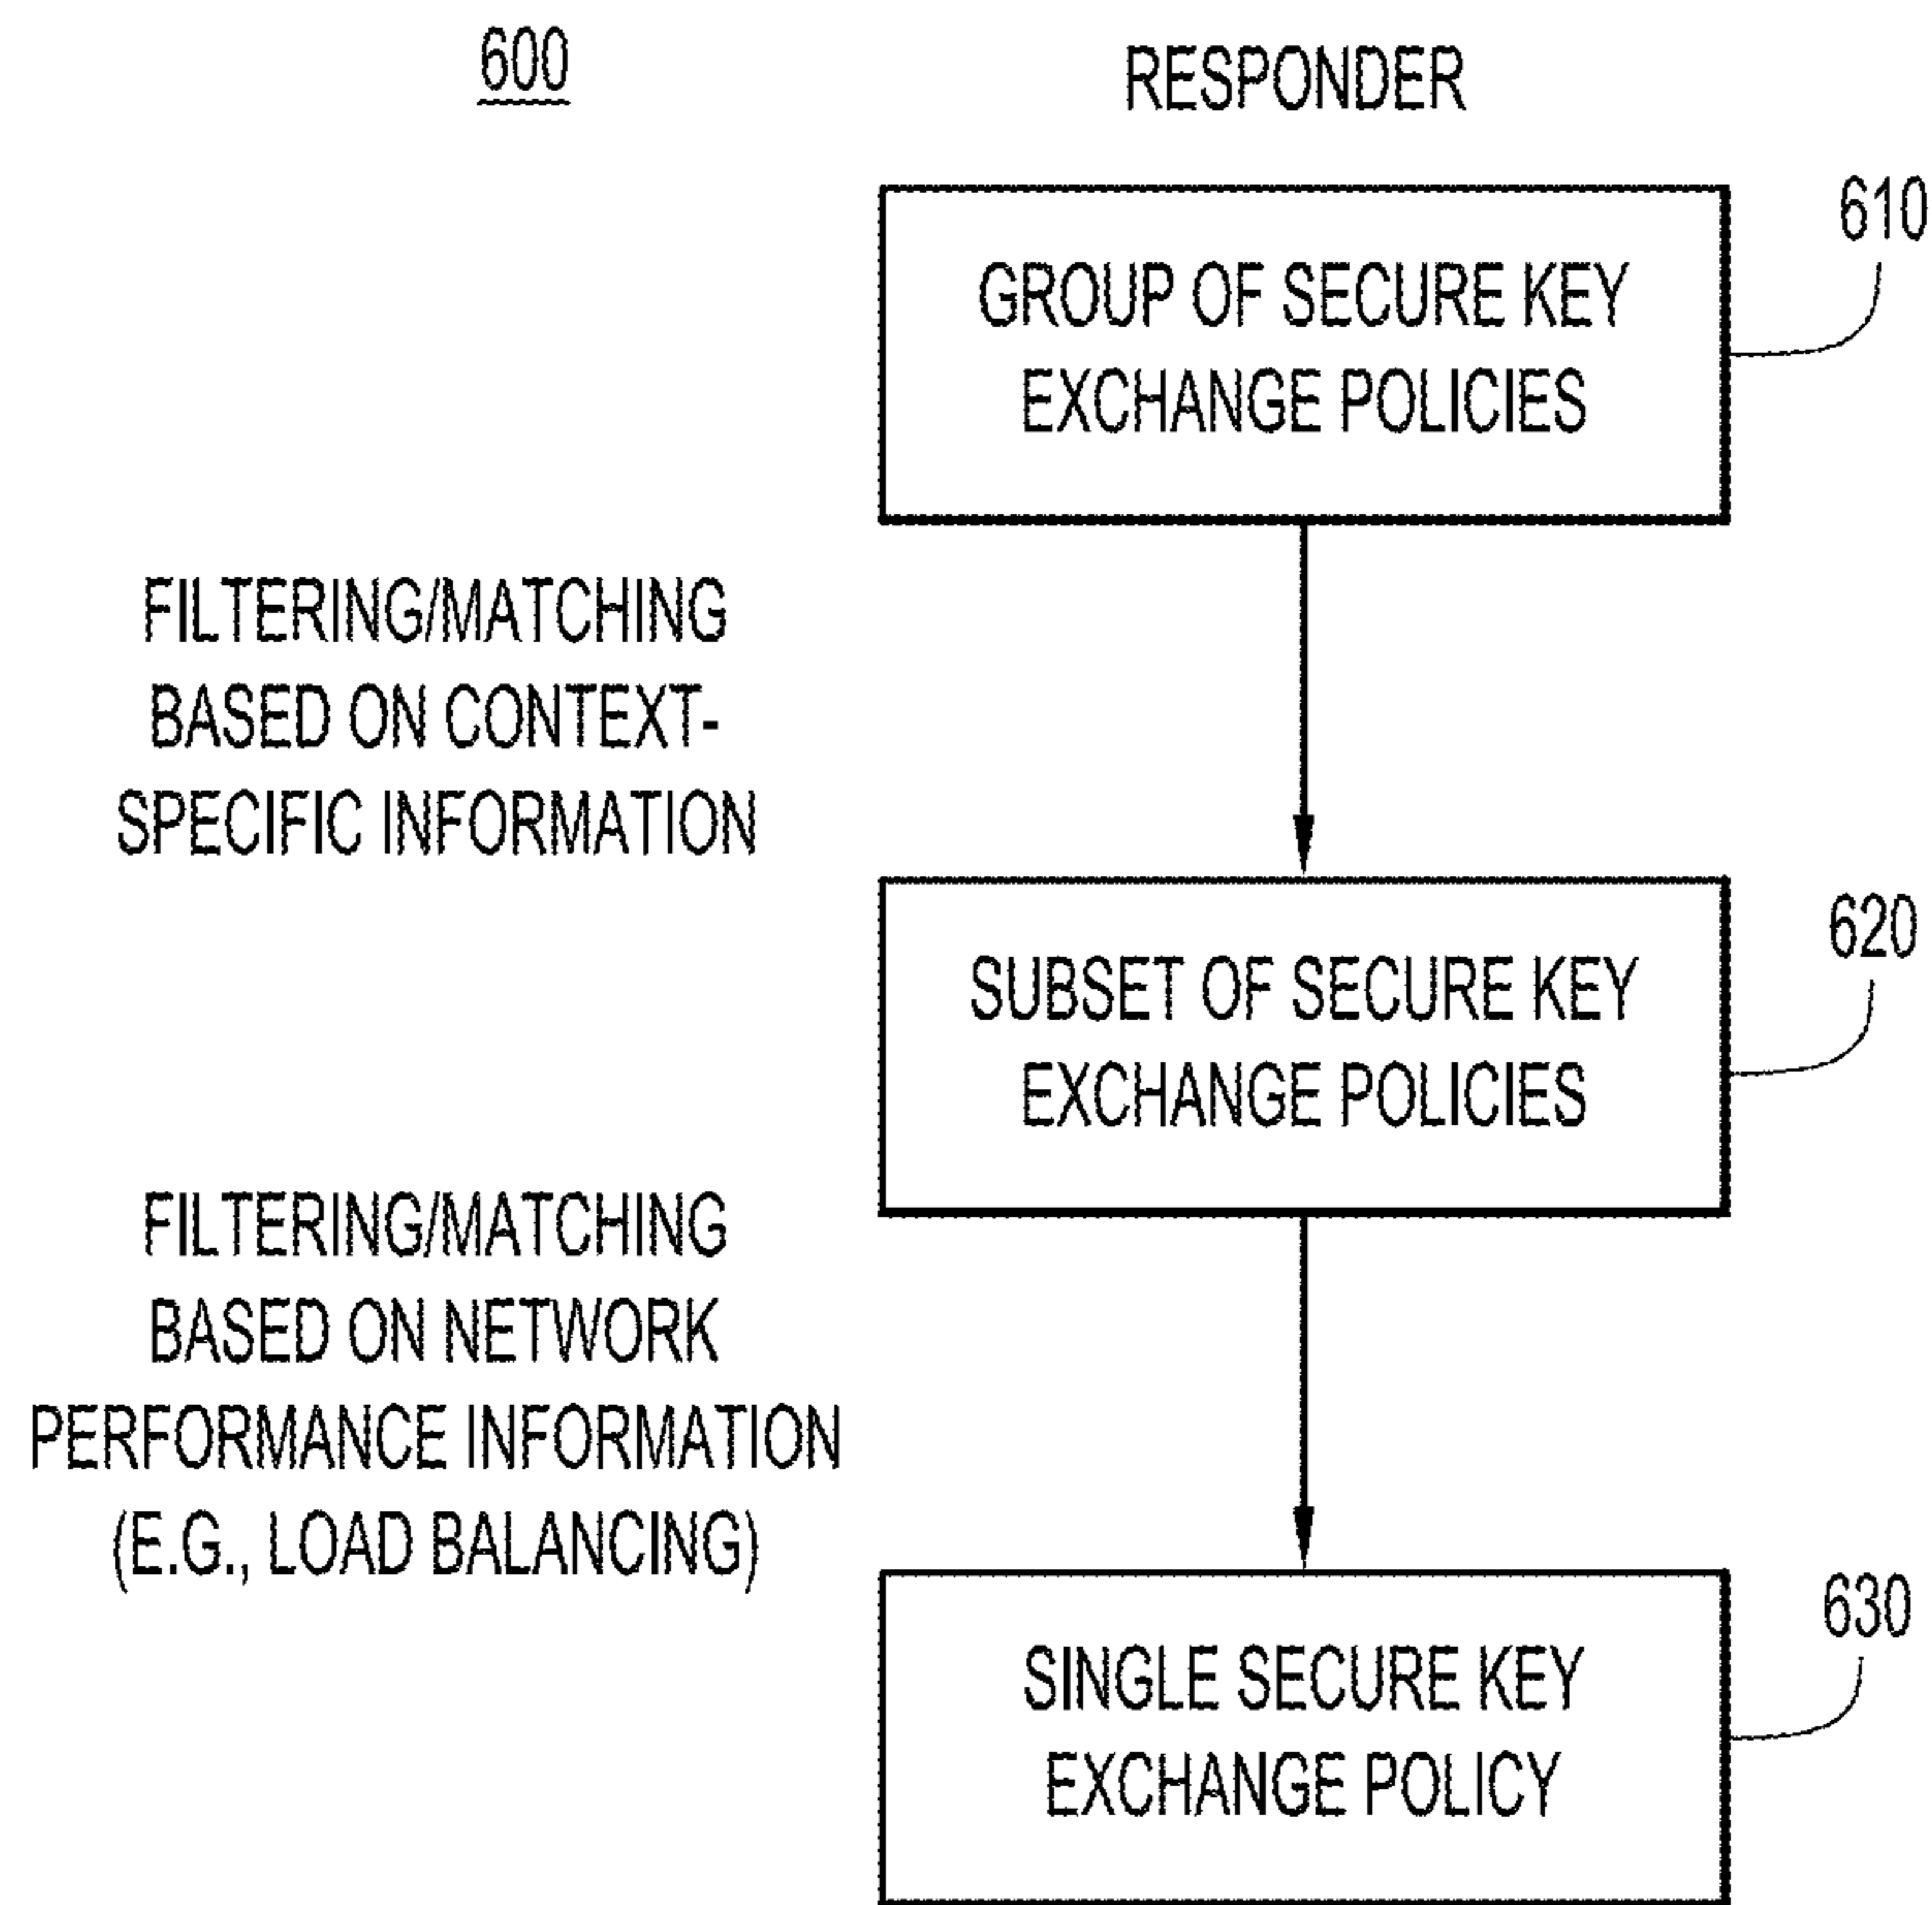 600
RESPONDER
610
GROUP OF SECURE KEY
EXCHANGE POLICIES
FILTERING/MATCHING
BASED ON CONTEXT-
SPECIFIC INFORMATION
620
SUBSET OF SECURE KEY
EXCHANGE POLICIES
FILTERING/MATCHING
BASED ON NETWORK
PERFORMANCE INFORMATION
(E.G., LOAD BALANCING)
630
SINGLE SECURE KEY
EXCHANGE POLICY